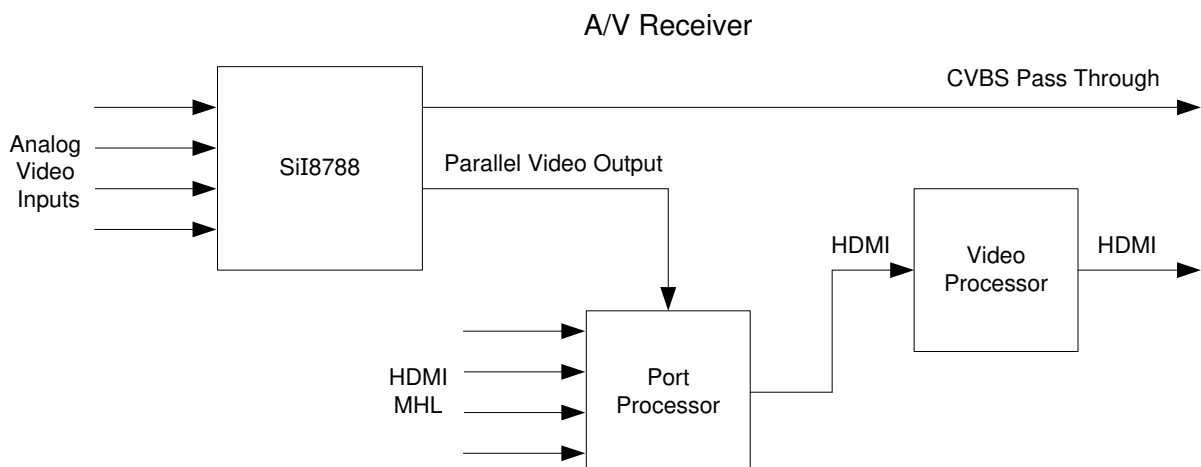 A/V Receiver
CVBS Pass Through
Analog
Video
Inputs
SiI8788
Parallel Video Output
HDMI
Video
Processor
HDMI
HDMI
MHL
Port
Processor